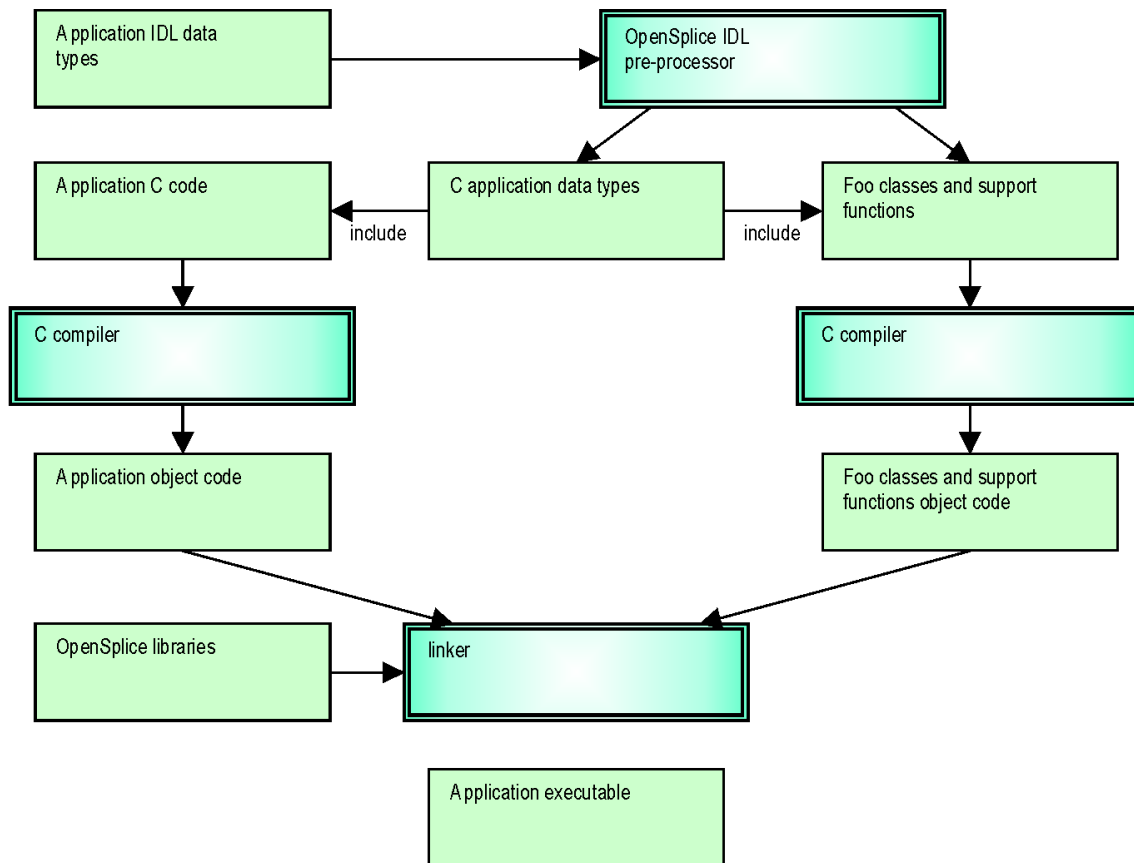 Application IDL data
types
OpenSplice IDL
pre-processor
Application C code
C application data types
Foo classes and support
functions
include
include
C compiler
C compiler
Application object code
Foo classes and support
functions object code
OpenSplice libraries
linker
Application executable